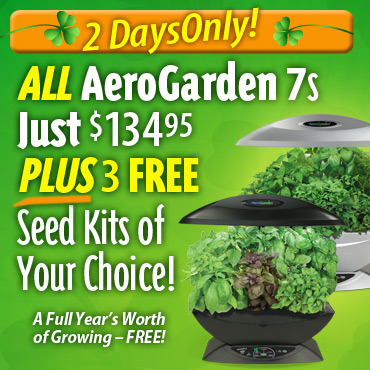 2 DaysOnly!
ALL AeroGarden 7s
Just $134.95
PLUS 3 FREE
Seed Kits of
Your Choice!
A Full Year's Worth
of Growing – FREE!